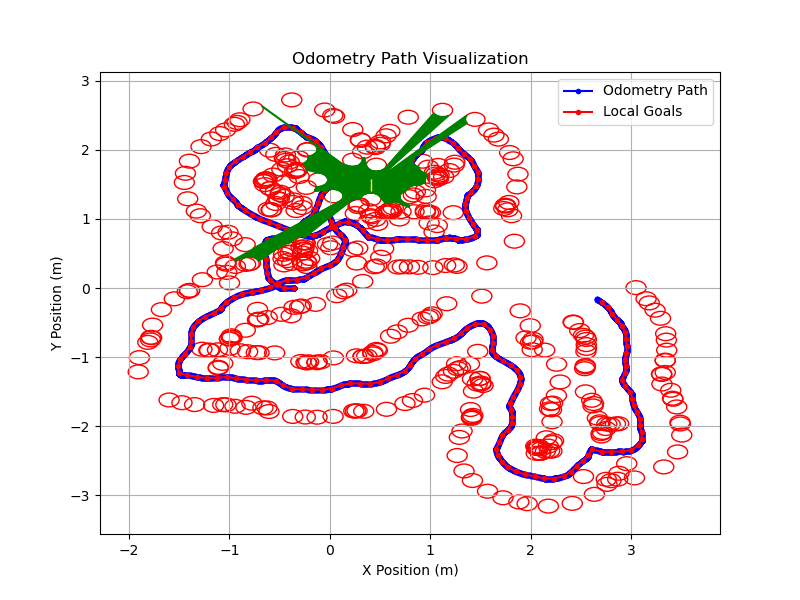 Odometry Path Visualization
Odometry Path
Local Goals
3
2
1
0
−1
−2
−3
Y Position (m)
−2
−1
0
1
2
3
X Position (m)